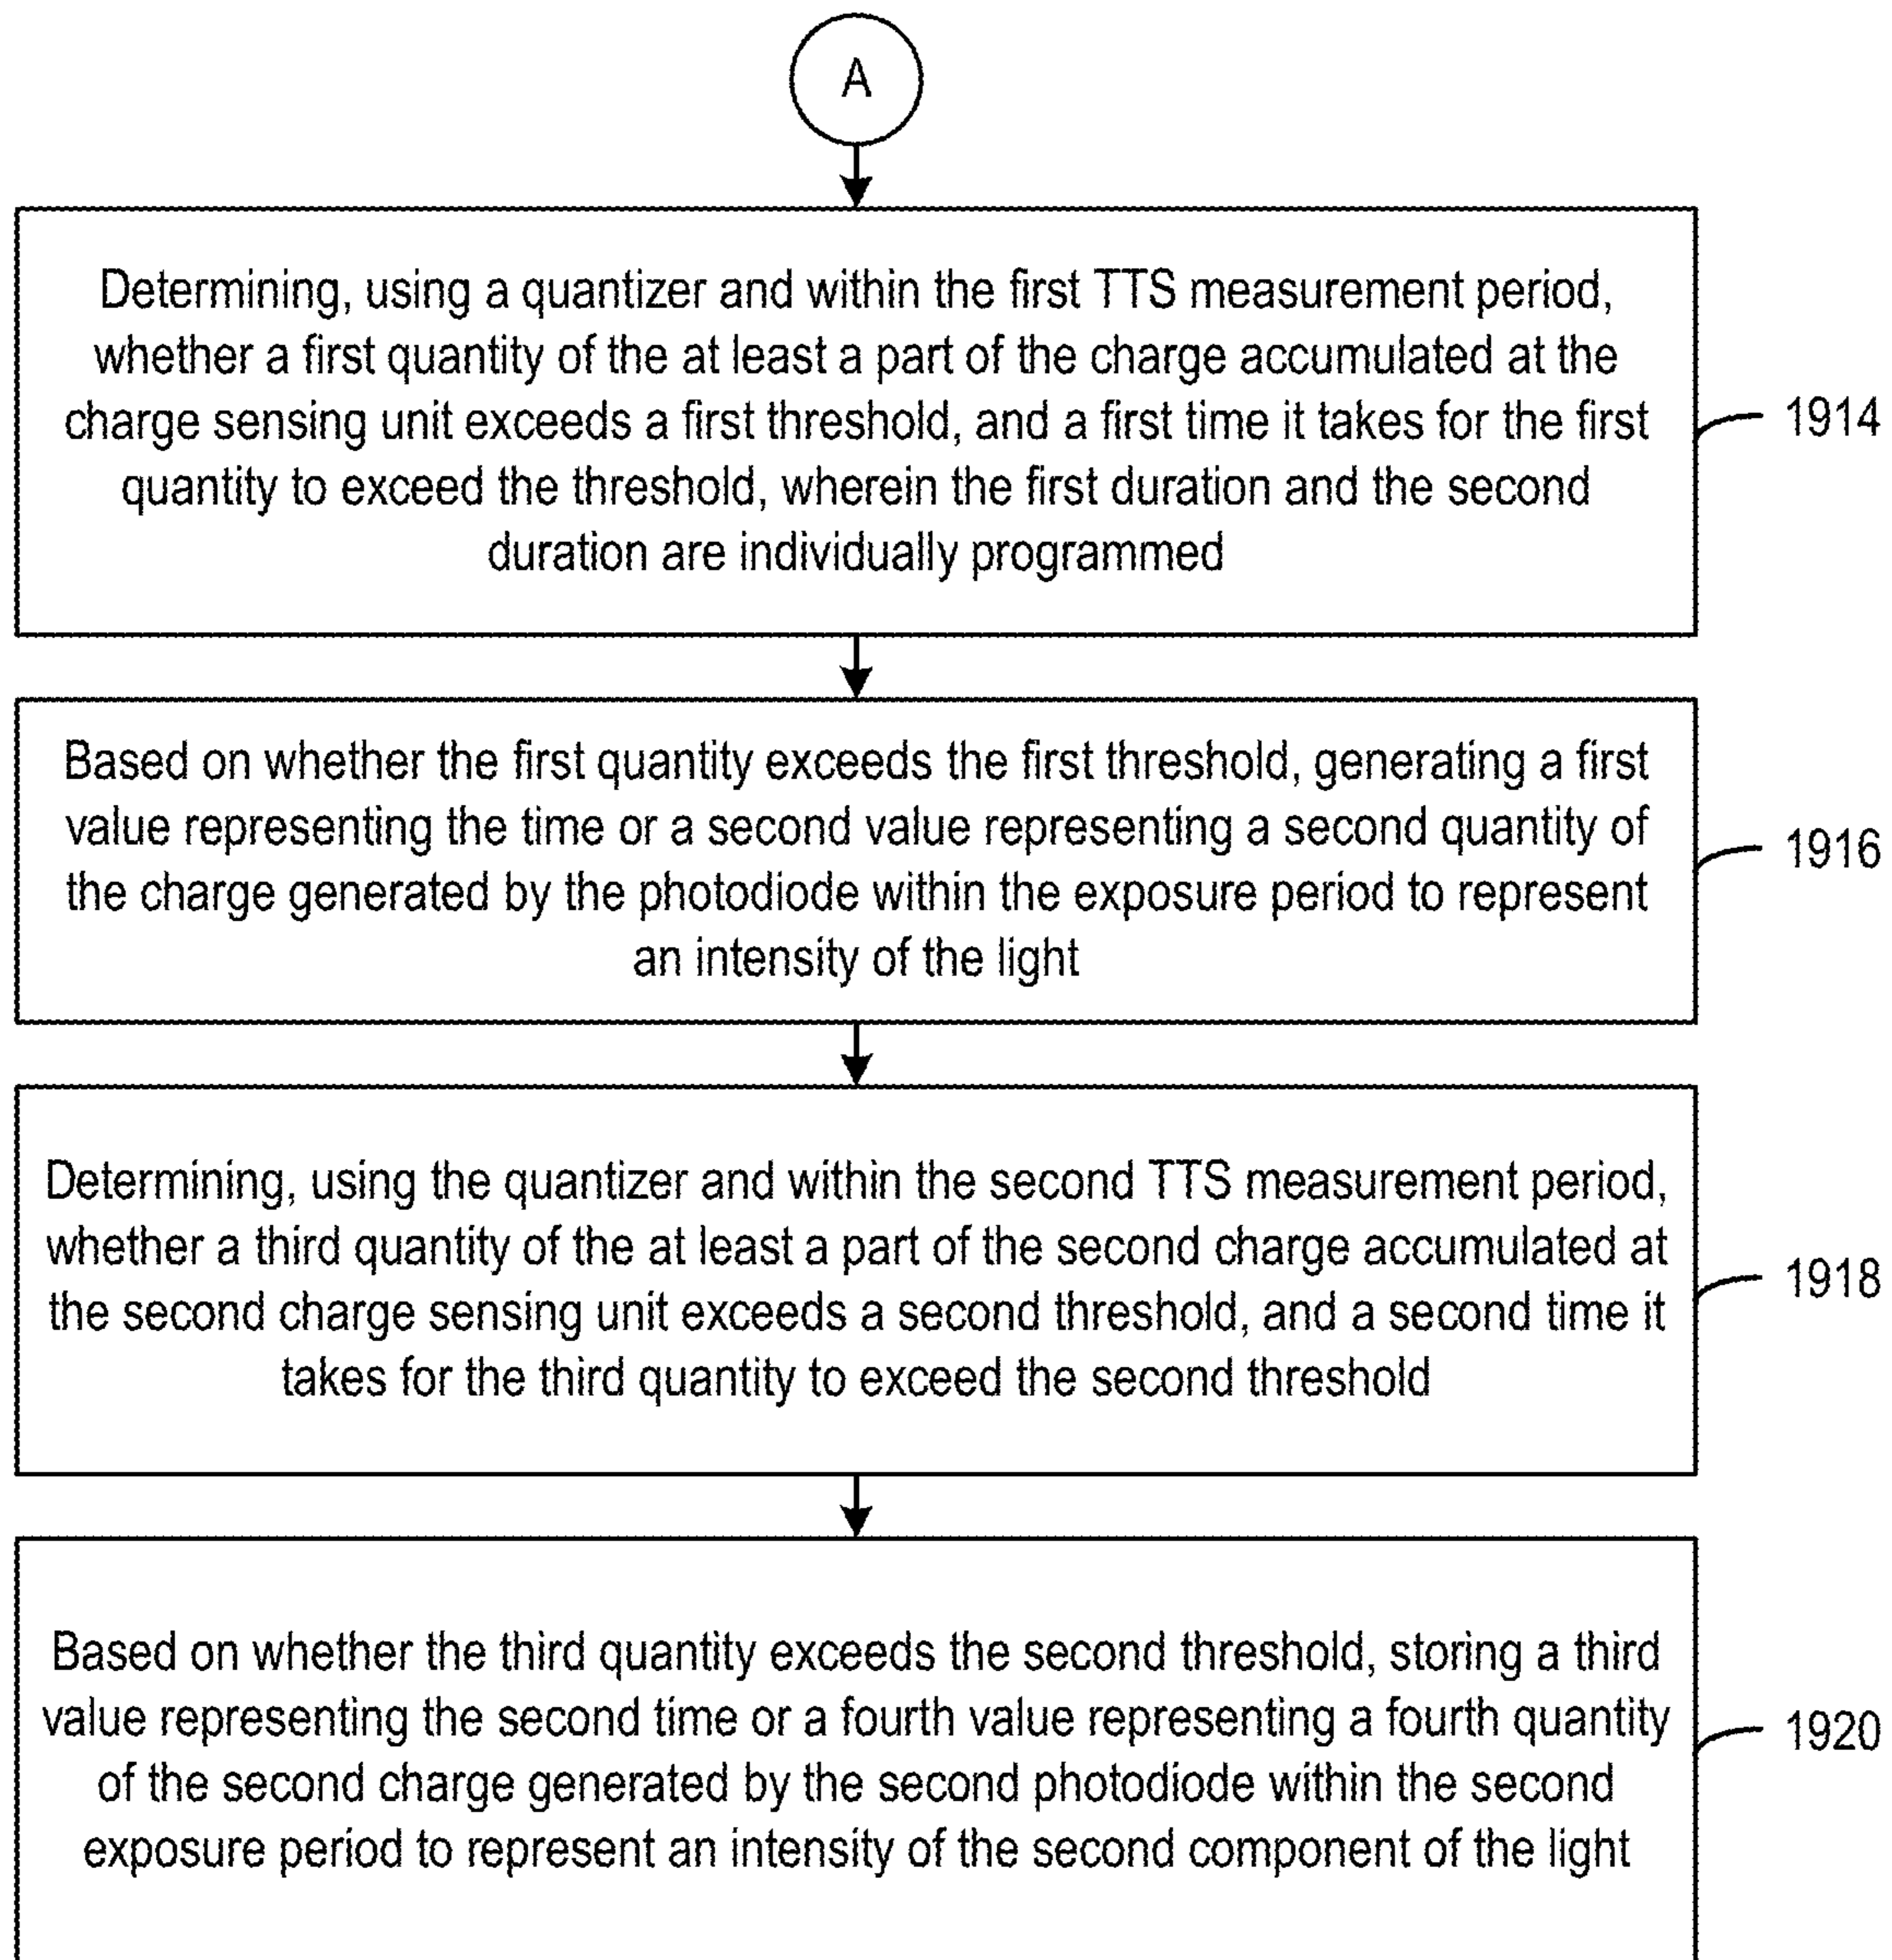 A
Determining, using a quantizer and within the first TTS measurement period,
whether a first quantity of the at least a part of the charge accumulated at the
charge sensing unit exceeds a first threshold, and a first time it takes for the first
quantity to exceed the threshold, wherein the first duration and the second
duration are individually programmed
1914
Based on whether the first quantity exceeds the first threshold, generating a first
value representing the time or a second value representing a second quantity of
the charge generated by the photodiode within the exposure period to represent
an intensity of the light
1916
Determining, using the quantizer and within the second TTS measurement period,
whether a third quantity of the at least a part of the second charge accumulated at
the second charge sensing unit exceeds a second threshold, and a second time it
takes for the third quantity to exceed the second threshold
1918
Based on whether the third quantity exceeds the second threshold, storing a third
value representing the second time or a fourth value representing a fourth quantity
of the second charge generated by the second photodiode within the second
exposure period to represent an intensity of the second component of the light
1920